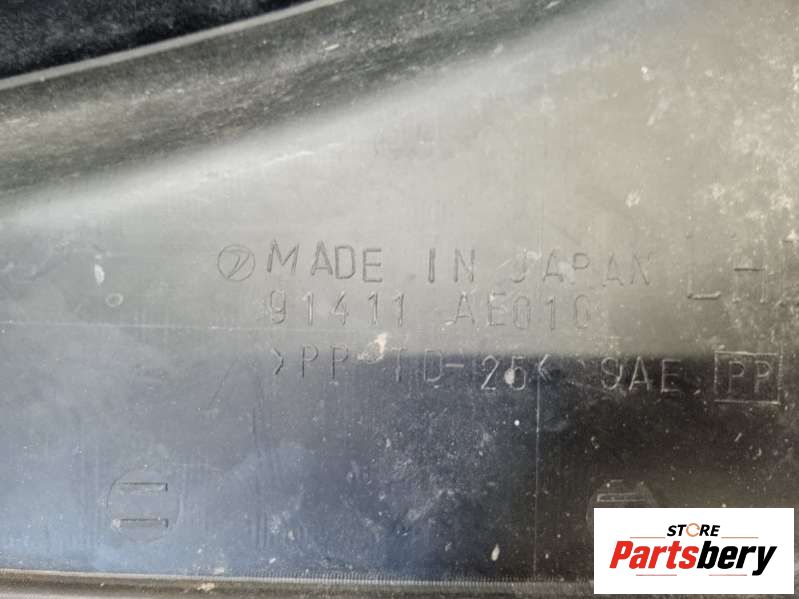 MADE IN JAPAN LH
91411 AE010
>PP-TD-25< 9AE. PP
STORE
Partsbery